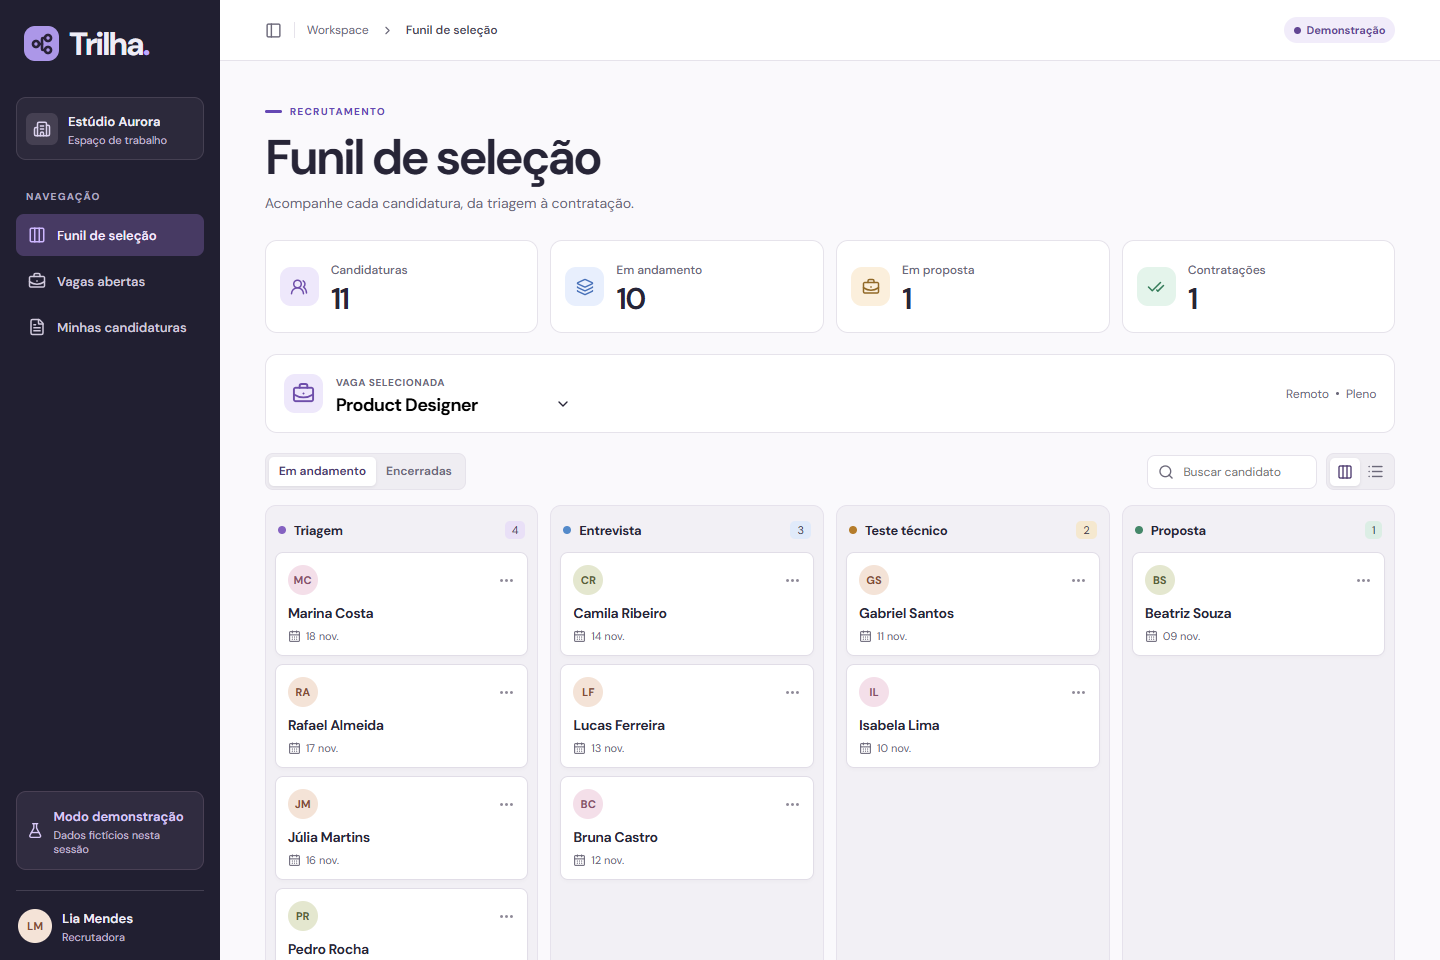 Trilha.
Estúdio Aurora
Espaço de trabalho
NAVEGAÇÃO
Funil de seleção
Vagas abertas
Minhas candidaturas
Modo demonstração
Dados fictícios nesta
sessão
LM
Lia Mendes
Recrutadora
Workspace
Funil de seleção
Demonstração
RECRUTAMENTO
Funil de seleção
Acompanhe cada candidatura, da triagem à contratação.
Candidaturas
11
Em andamento
10
Em proposta
1
Contratações
1
VAGA SELECIONADA
Product Designer
Remoto • Pleno
Em andamento
Encerradas
Buscar candidato
Triagem 4
MC
Marina Costa
18 nov.
RA
Rafael Almeida
17 nov.
JM
Júlia Martins
16 nov.
PR
Pedro Rocha
Entrevista 3
CR
Camila Ribeiro
14 nov.
LF
Lucas Ferreira
13 nov.
BC
Bruna Castro
12 nov.
Teste técnico 2
GS
Gabriel Santos
11 nov.
IL
Isabela Lima
10 nov.
Proposta 1
BS
Beatriz Souza
09 nov.